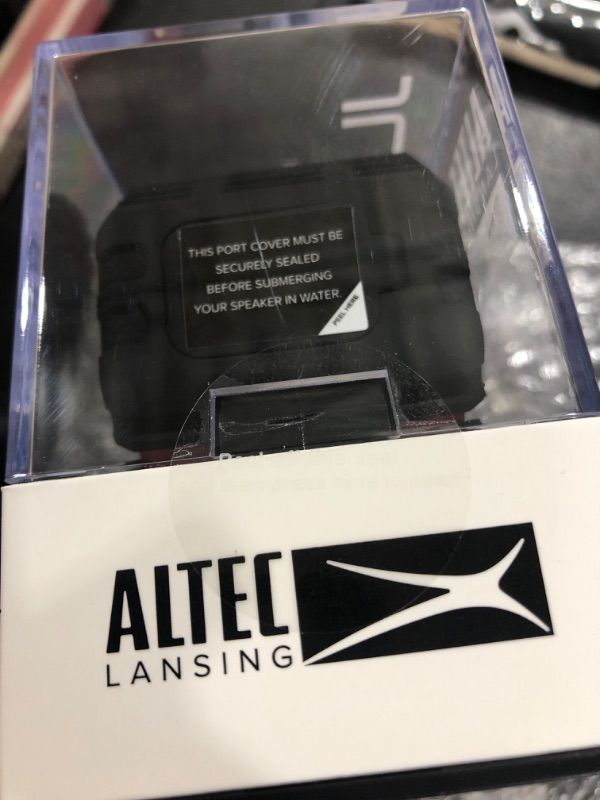 THIS PORT COVER MUST BE
SECURELY SEALED
BEFORE SUBMERGING
YOUR SPEAKER IN WATER.
PEEL HERE
ALTEC
LANSING